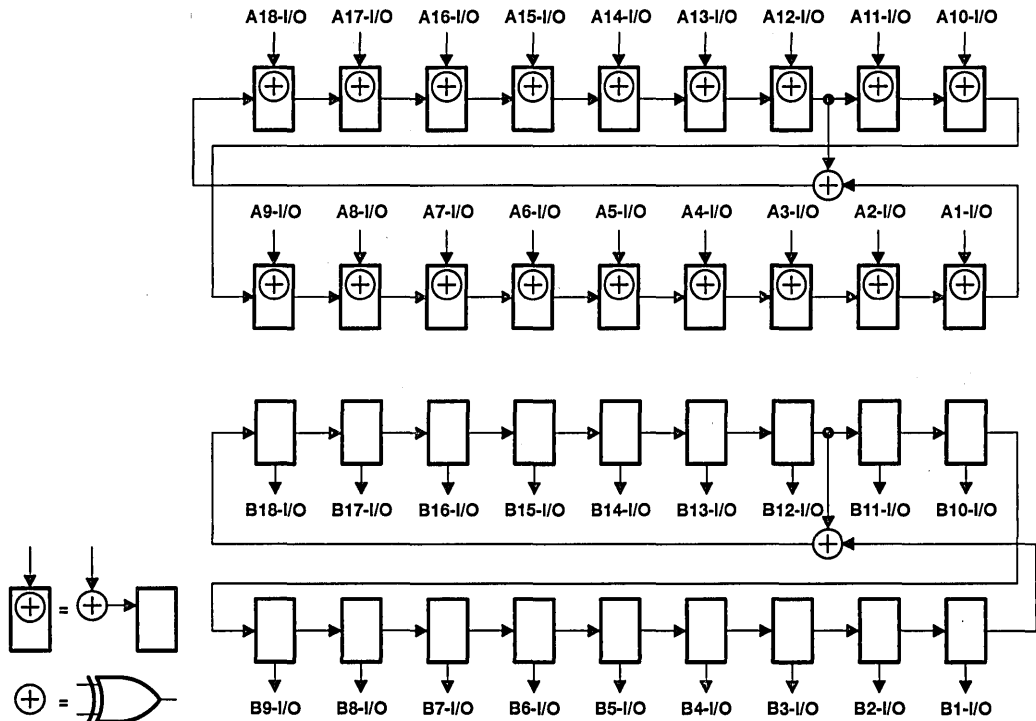 A18-I/O A17-I/O A16-I/O A15-I/O A14-I/O A13-I/O A12-I/O A11-I/O A10-I/O
A9-I/O A8-I/O A7-I/O A6-I/O A5-I/O A4-I/O A3-I/O A2-I/O A1-I/O
B18-I/O B17-I/O B16-I/O B15-I/O B14-I/O B13-I/O B12-I/O B11-I/O B10-I/O
=
=
B9-I/O B8-I/O B7-I/O B6-I/O B5-I/O B4-I/O B3-I/O B2-I/O B1-I/O